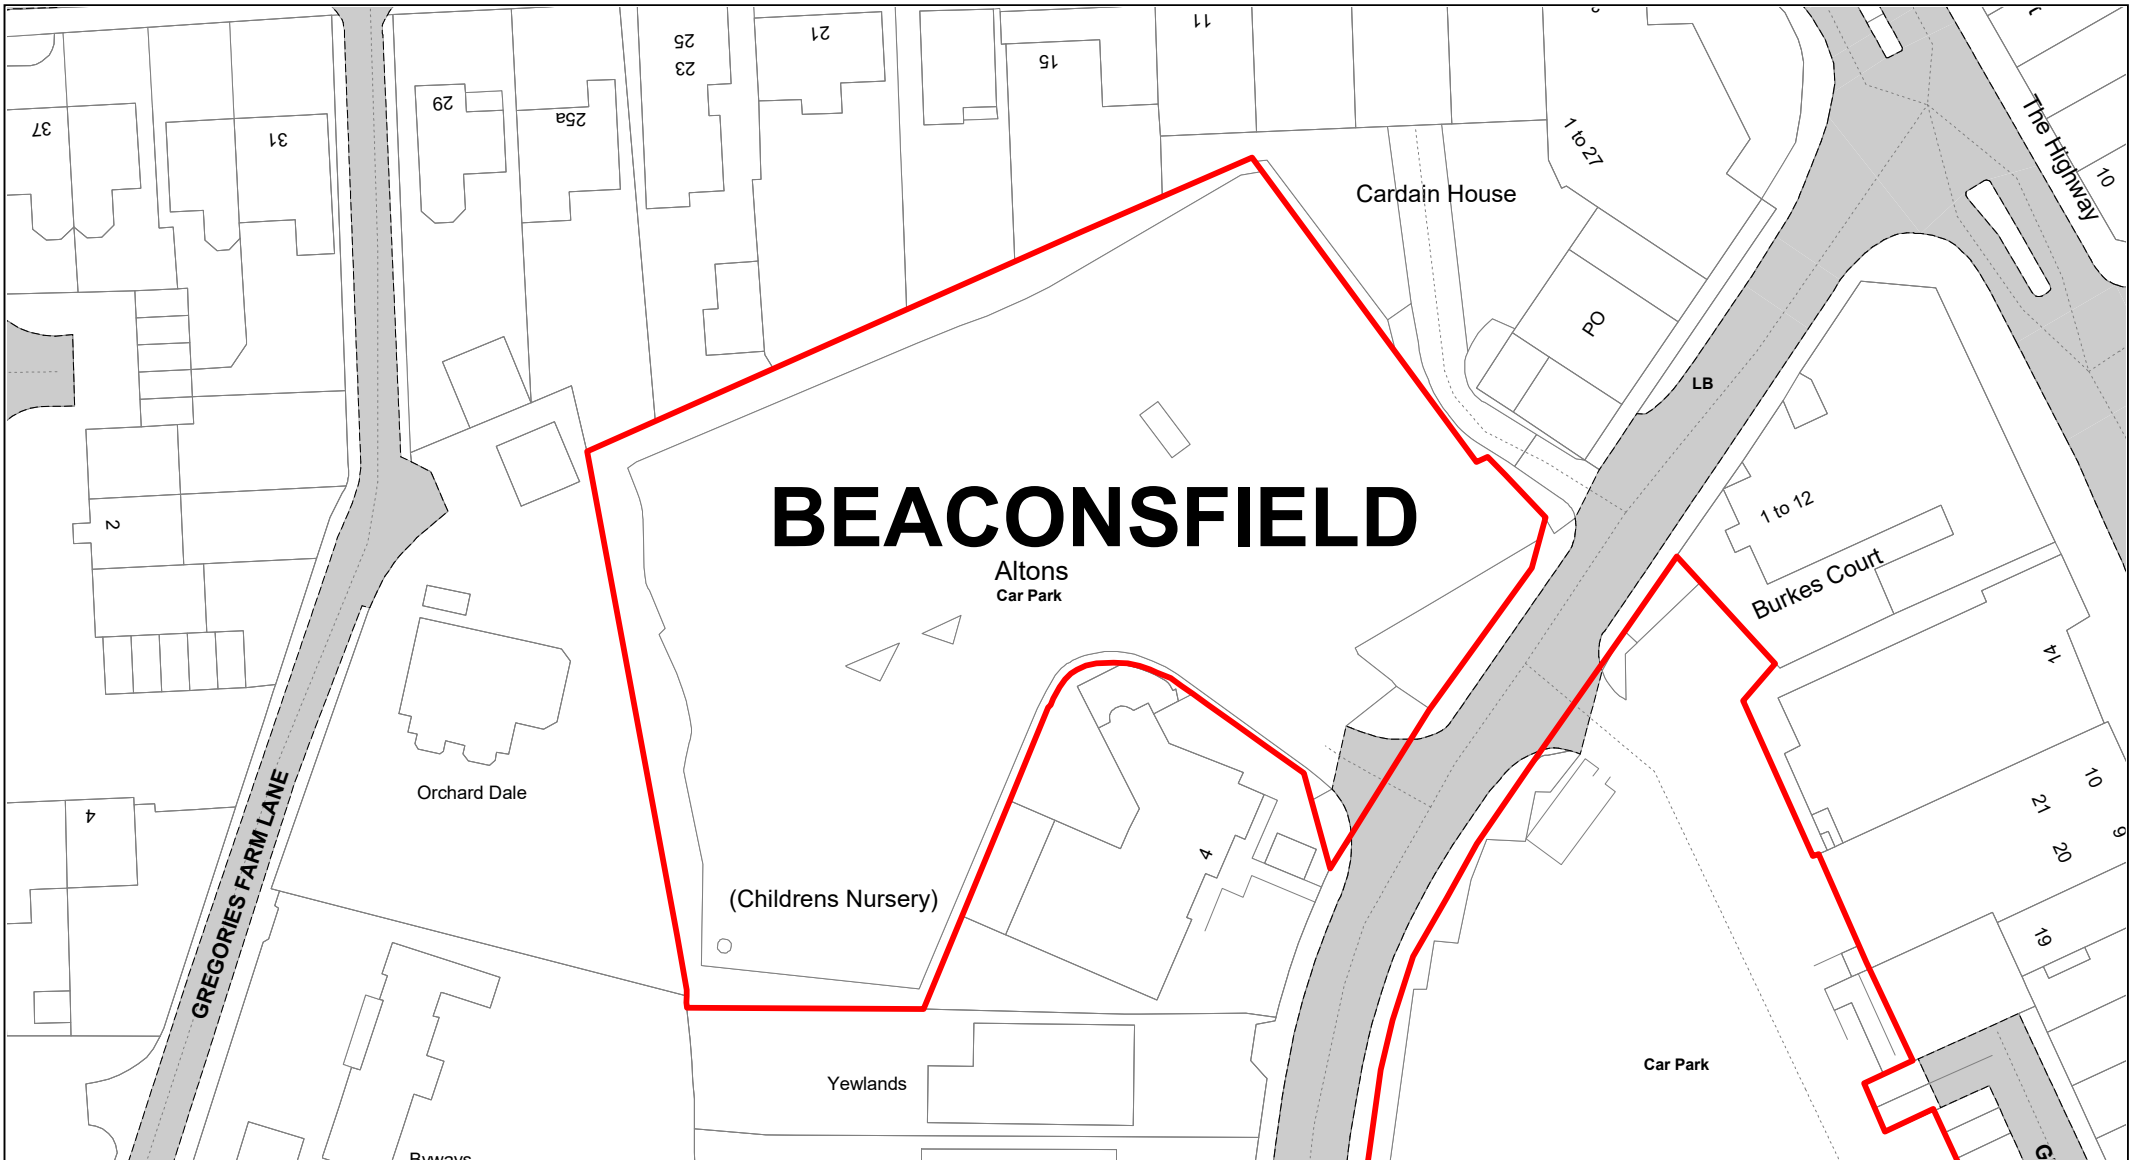 11
21
25
23
15
29
25a
37
31
1 to 27
The Highway
10
Cardain House
PO
LB
2
BEACONSFIELD
Altons
Car Park
1 to 12
Burkes Court
14
Orchard Dale
4
GREGORIES FARM LANE
(Childrens Nursery)
4
10
21
9
20
19
Yewlands
Car Park
Byways
G